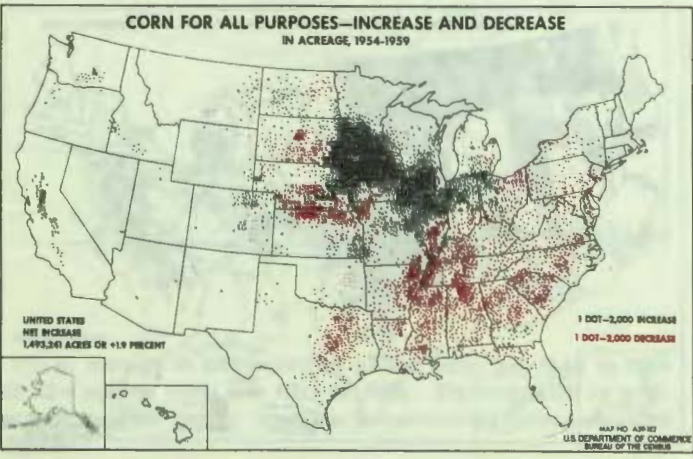 CORN FOR ALL PURPOSES—INCREASE AND DECREASE
IN ACREAGE, 1954-1959
UNITED STATES
NET INCREASE
1,493,241 ACRES OR +1.9 PERCENT
1 DOT—2,000 INCREASE
1 DOT—2,000 DECREASE
MAP NO.
U.S. DEPARTMENT OF COMMERCE
BUREAU OF THE CENSUS